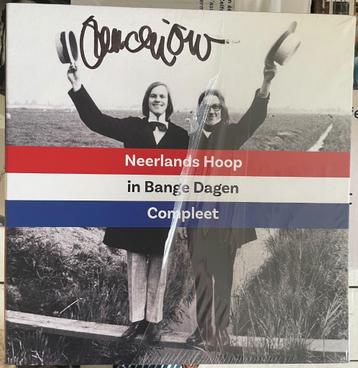 Neerlands Hoop
in Bange Dagen
Compleet